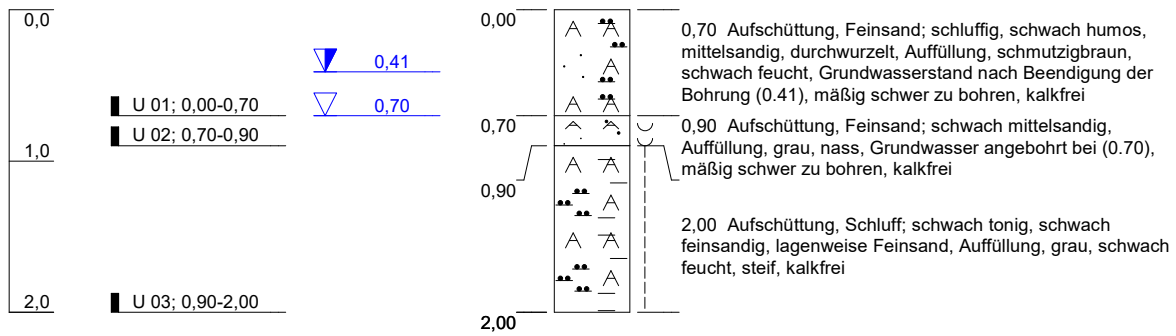 0,0
1,0
2,0
U 01; 0,00-0,70
U 02; 0,70-0,90
U 03; 0,90-2,00
0,41
0,70
0,00
0,70
0,90
2,00
0,70 Aufschüttung, Feinsand; schluffig, schwach humos,
mittelsandig, durchwurzelt, Auffüllung, schmutzigbraun,
schwach feucht, Grundwasserstand nach Beendigung der
Bohrung (0.41), mäßig schwer zu bohren, kalkfrei
0,90 Aufschüttung, Feinsand; schwach mittelsandig,
Auffüllung, grau, nass, Grundwasser angebohrt bei (0.70),
mäßig schwer zu bohren, kalkfrei
2,00 Aufschüttung, Schluff; schwach tonig, schwach
feinsandig, lagenweise Feinsand, Auffüllung, grau, schwach
feucht, steif, kalkfrei